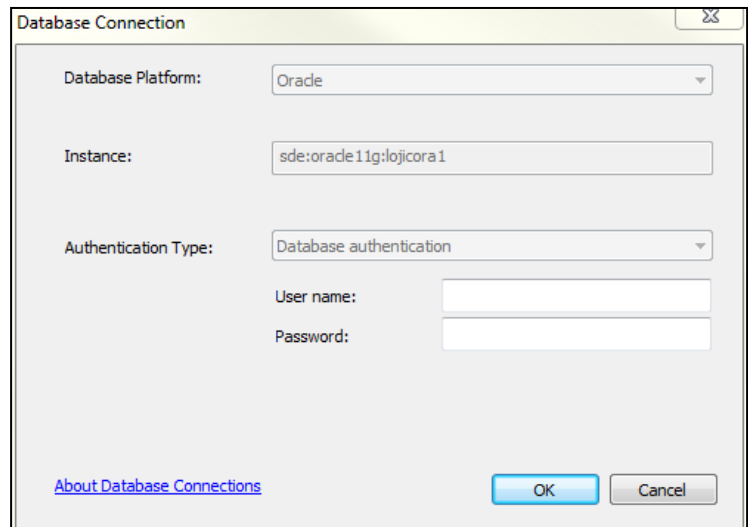 Database Connection
Database Platform: Oracle
Instance: sde:oracle11g:lojicora1
Authentication Type: Database authentication
User name:
Password:
About Database Connections OK Cancel